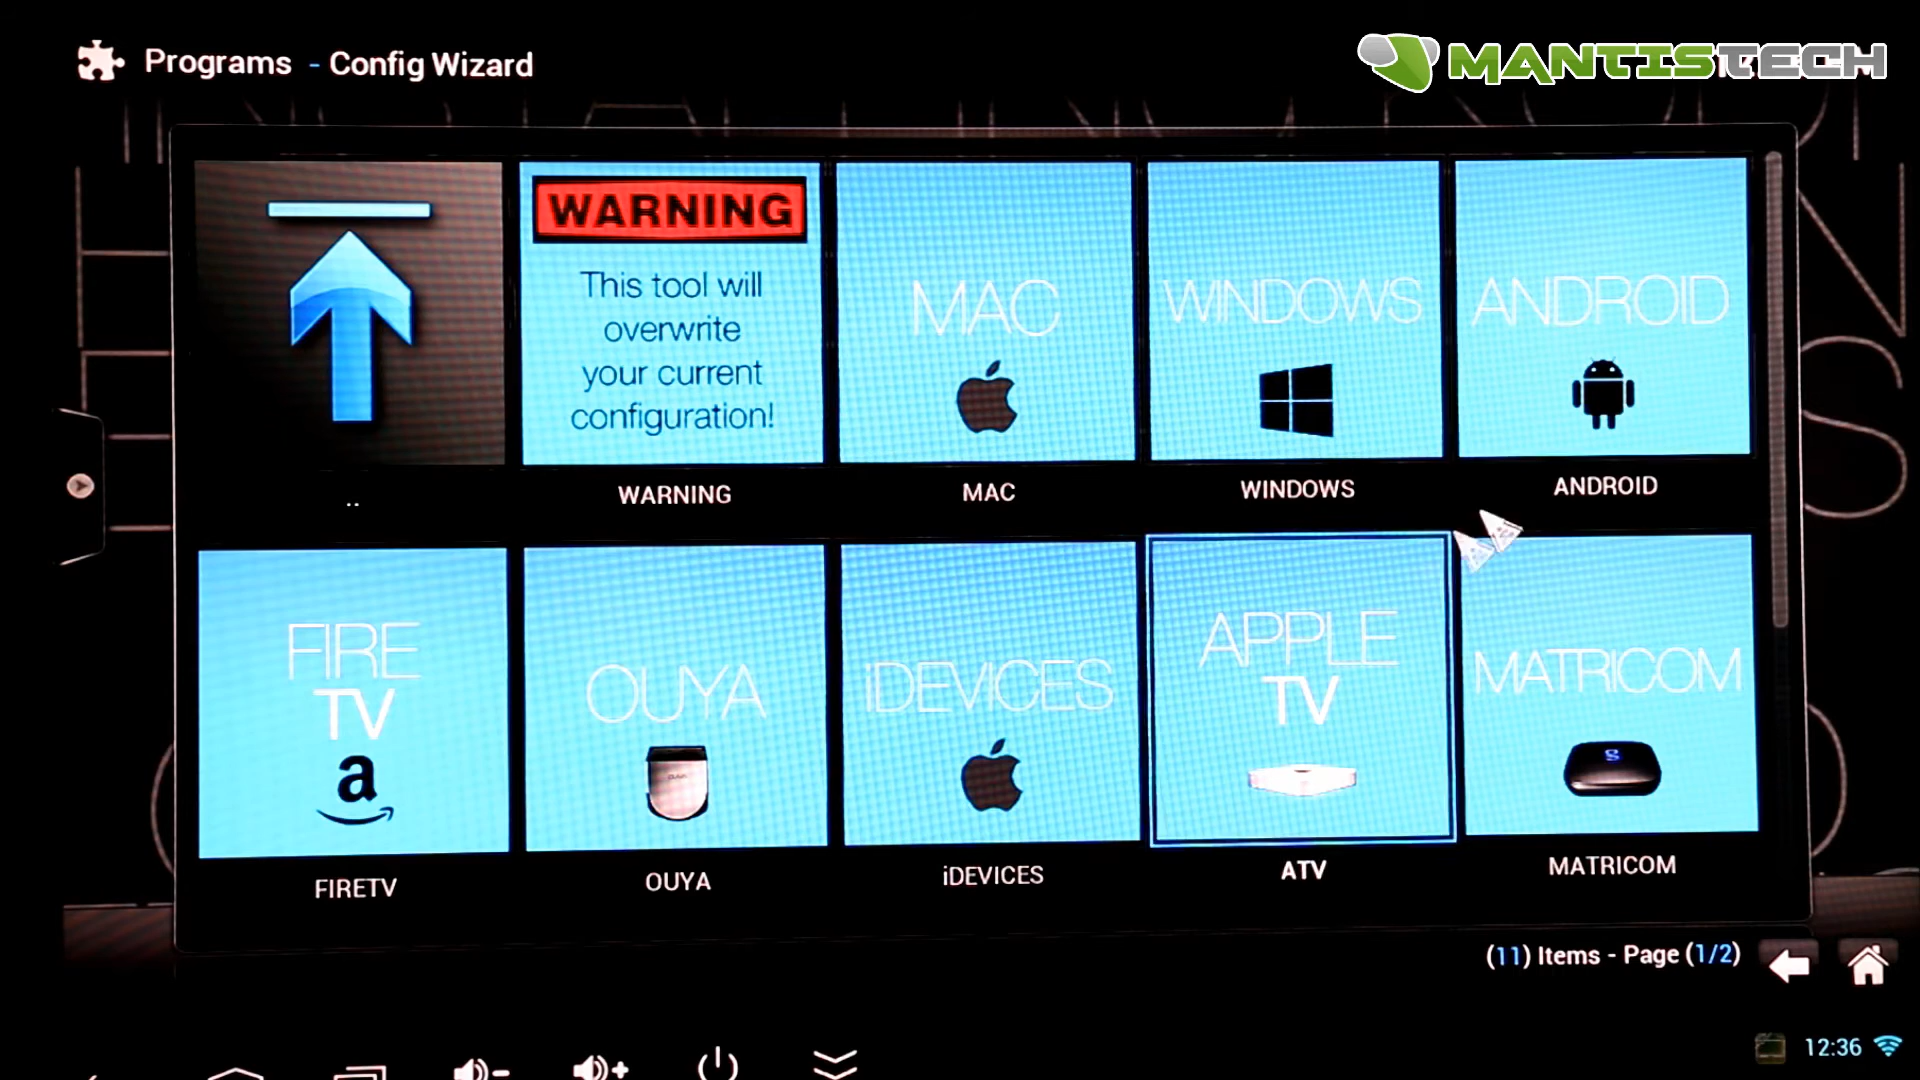 Programs - Config Wizard
MANTISTECH
WARNING
This tool will
overwrite
your current
configuration!
MAC
WINDOWS
ANDROID
..
WARNING
MAC
WINDOWS
ANDROID
FIRE
TV
a
OUYA
iDEVICES
APPLE
TV
MATRICOM
FIRETV
OUYA
iDEVICES
ATV
MATRICOM
(11) Items - Page (1/2)
12:36